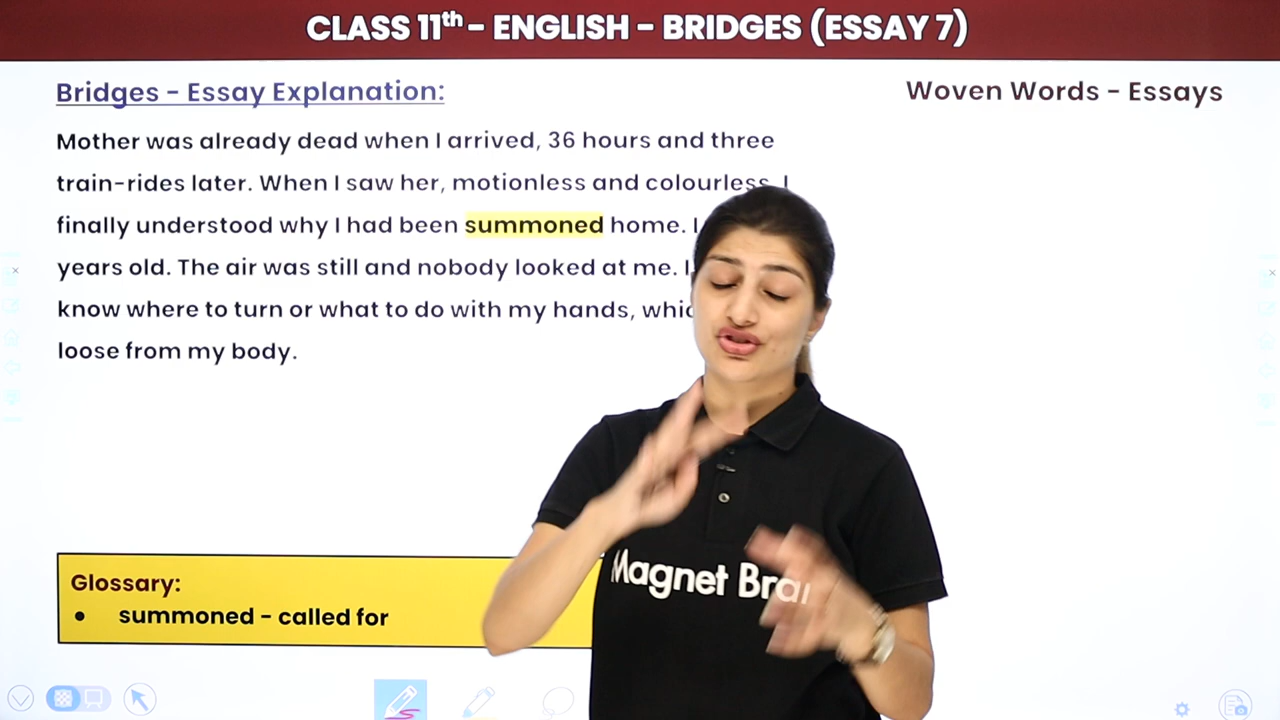 CLASS 11th - ENGLISH - BRIDGES (ESSAY 7)
Bridges - Essay Explanation:
Woven Words - Essays
Mother was already dead when I arrived, 36 hours and three
train-rides later. When I saw her, motionless and colourless, I
finally understood why I had been summoned home. I
years old. The air was still and nobody looked at me. I
know where to turn or what to do with my hands,
loose from my body.
Glossary:
• summoned - called for
Magnet